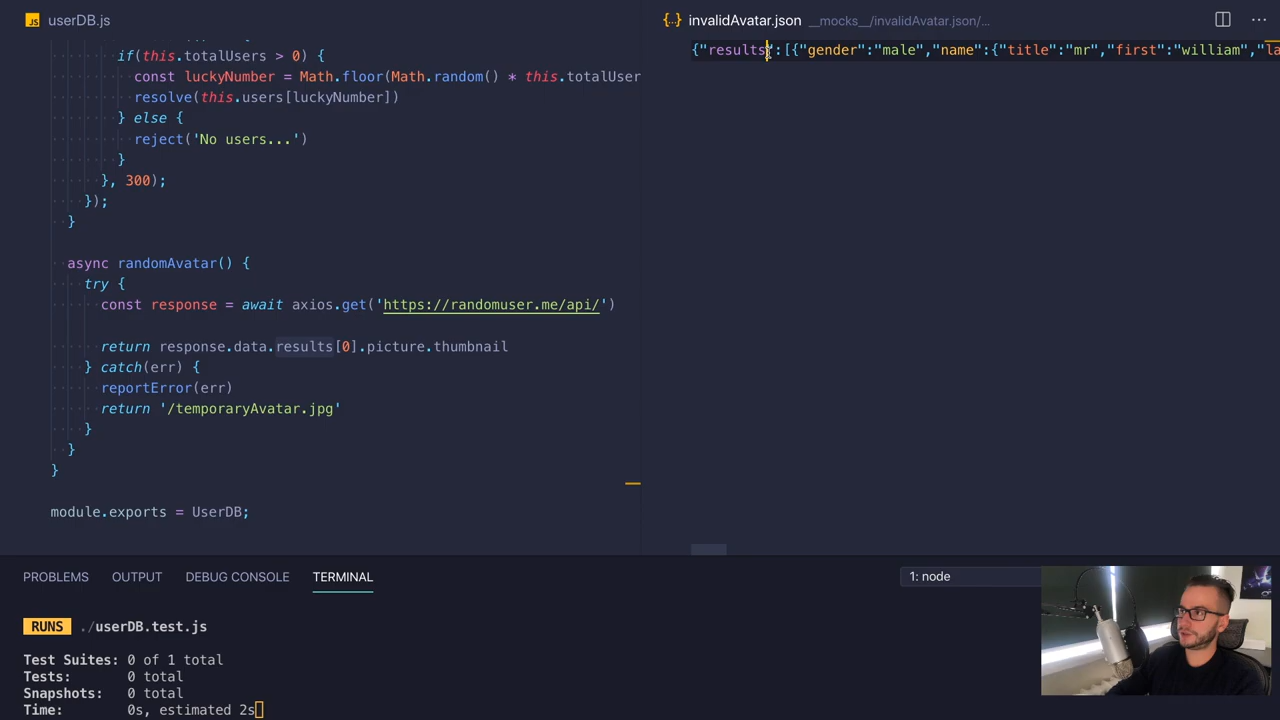 userDB.js
if(this.totalUsers > 0) {
const luckyNumber = Math.floor(Math.random() * this.totalUser
resolve(this.users[luckyNumber])
} else {
reject('No users...')
}
}, 300);
});
}
async randomAvatar() {
try {
const response = await axios.get('https://randomuser.me/api/')
return response.data.results[0].picture.thumbnail
} catch(err) {
reportError(err)
return '/temporaryAvatar.jpg'
}
}
}
module.exports = UserDB;
{..} invalidAvatar.json __mocks__/invalidAvatar.json/...
{"results":[{"gender":"male","name":{"title":"mr","first":"william","la
PROBLEMS OUTPUT DEBUG CONSOLE TERMINAL
1: node
RUNS ./userDB.test.js
Test Suites: 0 of 1 total
Tests: 0 total
Snapshots: 0 total
Time: 0s, estimated 2s